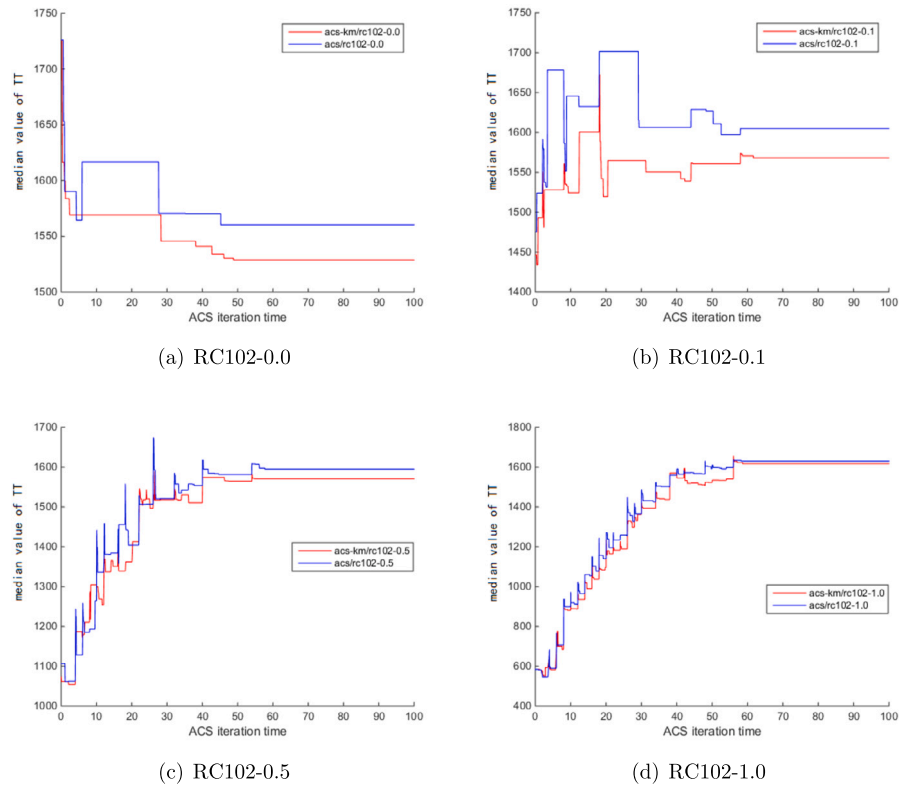 1750
1700
1650
1600
1550
1500
median value of TT
0 10 20 30 40 50 60 70 80 90 100
ACS iteration time
acs-km/rc102-0.0
acs/rc102-0.0
(a) RC102-0.0
1750
1700
1650
1600
1550
1500
1450
1400
median value of TT
0 10 20 30 40 50 60 70 80 90 100
ACS iteration time
acs-km/rc102-0.1
acs/rc102-0.1
(b) RC102-0.1
1700
1600
1500
1400
1300
1200
1100
1000
median value of TT
0 10 20 30 40 50 60 70 80 90 100
ACS iteration time
acs-km/rc102-0.5
acs/rc102-0.5
(c) RC102-0.5
1800
1600
1400
1200
1000
800
600
400
median value of TT
0 10 20 30 40 50 60 70 80 90 100
ACS iteration time
acs-km/rc102-1.0
acs/rc102-1.0
(d) RC102-1.0